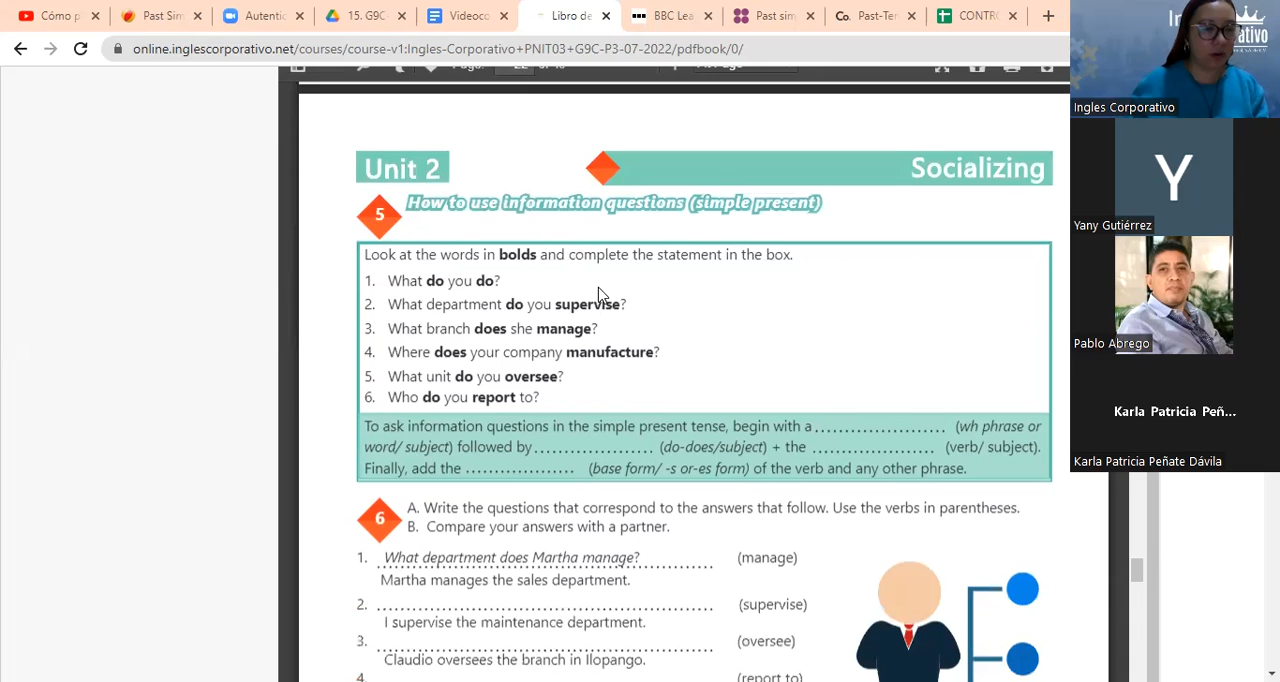 Cómo p
Past Sim
Autentic
15. G9C
Videoco
Libro de
BBC Lea
Past sim
Co. Past-Ter
CONTR
online.inglescorporativo.net/courses/course-v1:Ingles-Corporativo+PNIT03+G9C-P3-07-2022/pdfbook/0/
Ingles Corporativo
Y
Yany Gutiérrez
Pablo Abrego
Karla Patricia Peñ...
Karla Patricia Peñate Dávila
Unit 2
Socializing
5
How to use information questions (simple present)
Look at the words in bolds and complete the statement in the box.
1. What do you do?
2. What department do you supervise?
3. What branch does she manage?
4. Where does your company manufacture?
5. What unit do you oversee?
6. Who do you report to?
To ask information questions in the simple present tense, begin with a...................... (wh phrase or
word/ subject) followed by..................... (do-does/subject) + the ...................... (verb/ subject).
Finally, add the ................... (base form/ -s or-es form) of the verb and any other phrase.
6
A. Write the questions that correspond to the answers that follow. Use the verbs in parentheses.
B. Compare your answers with a partner.
1. What department does Martha manage? (manage)
Martha manages the sales department.
2. ............................................................ (supervise)
I supervise the maintenance department.
3. ............................................................ (oversee)
Claudio oversees the branch in Ilopango.
4. (report to)